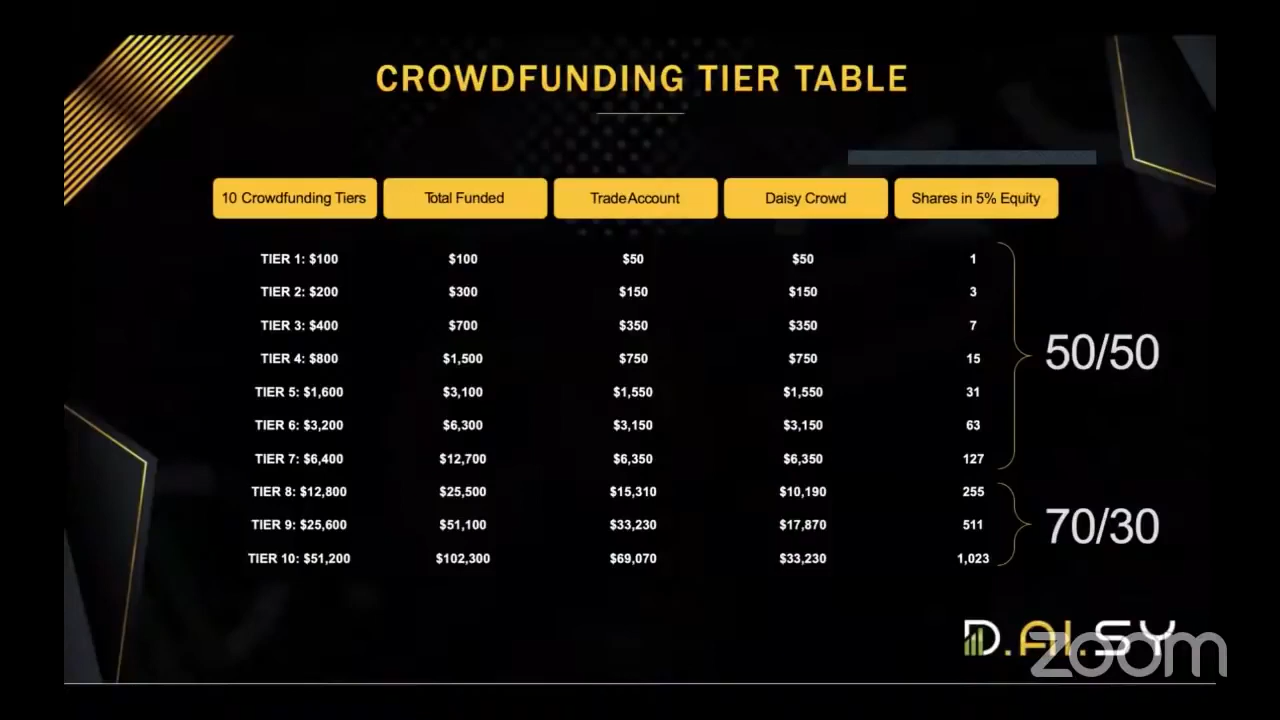 CROWDFUNDING TIER TABLE
10 Crowdfunding Tiers Total Funded Trade Account Daisy Crowd Shares in 5% Equity
TIER 1: $100 $100 $50 $50 1
TIER 2: $200 $300 $150 $150 3
TIER 3: $400 $700 $350 $350 7
TIER 4: $800 $1,500 $750 $750 15
50/50
TIER 5: $1,600 $3,100 $1,550 $1,550 31
TIER 6: $3,200 $6,300 $3,150 $3,150 63
TIER 7: $6,400 $12,700 $6,350 $6,350 127
TIER 8: $12,800 $25,500 $15,310 $10,190 255
TIER 9: $25,600 $51,100 $33,230 $17,870 511
70/30
TIER 10: $51,200 $102,300 $69,070 $33,230 1,023
D.AI.SY
zoom